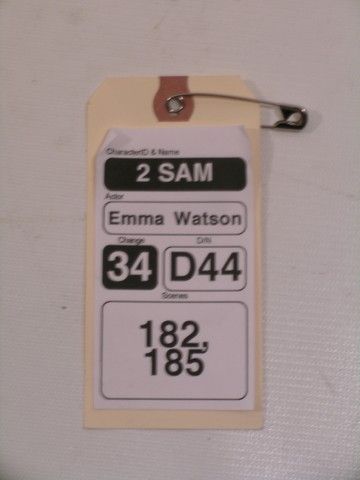 CharacterID & Name
2 SAM
Actor
Emma Watson
Change D/N
34 D44
Scenes
182,
185